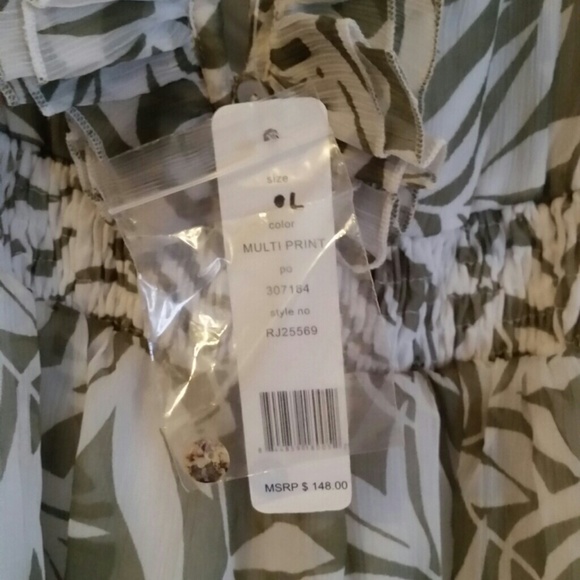 size
L
color
MULTI PRINT
po
307184
style no
RJ25569
MSRP $ 148.00